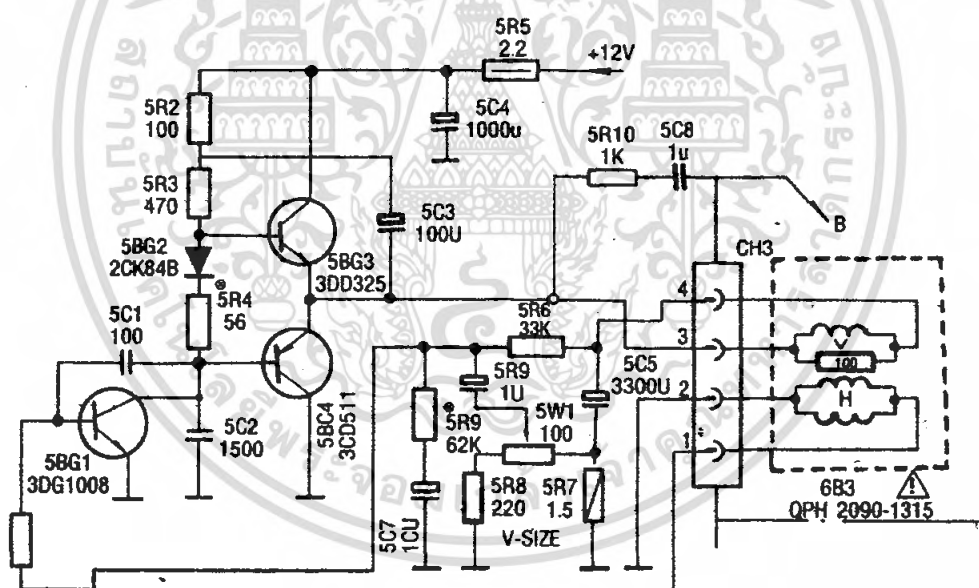 5R5
2.2
+12V
5R2
100
5C4
1000u
5R10
1K
5C8
1u
5R3
470
5C3
100U
B
5BG2
2CK84B
5BG3
3DD325
CH3
5R4
56
5C1
100
5R6
33K
4
3
2
1
V
100
H
5C5
3300U
5R9
1U
5W1
100
5R9
62K
5BC4
3CD511
5C2
1500
5BG1
3DG1008
5R8
220
5R7
1.5
5C7
1CU
V-SIZE
6B3
QPH 2090-1315